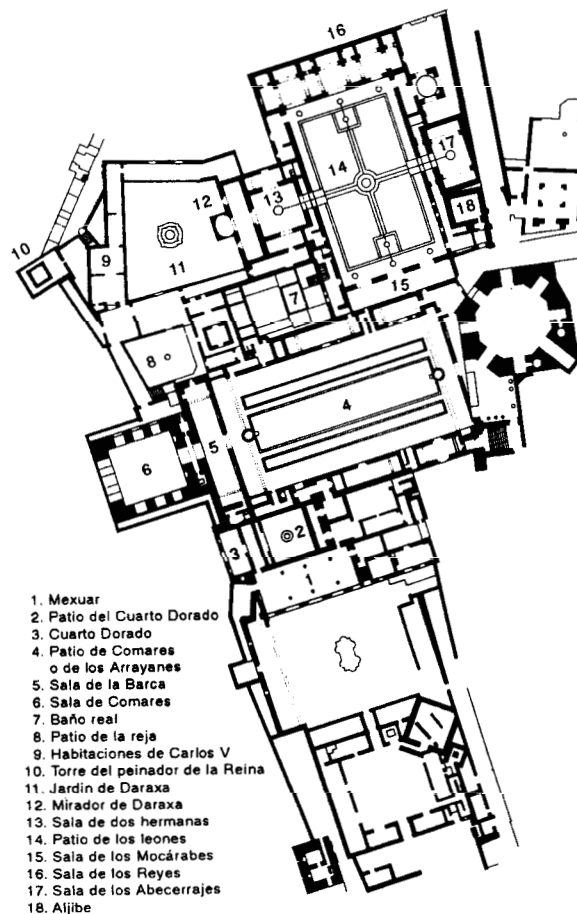 16
17
14
13
12
18
10
9
11
7
15
8
4
5
6
2
3
1
1. Mexuar
2. Patio del Cuarto Dorado
3. Cuarto Dorado
4. Patio de Comares
o de los Arrayanes
5. Sala de la Barca
6. Sala de Comares
7. Baño real
8. Patio de la reja
9. Habitaciones de Carlos V
10. Torre del peinador de la Reina
11. Jardin de Daraxa
12. Mirador de Daraxa
13. Sala de dos hermanas
14. Patio de los leones
15. Sala de los Mocárabes
16. Sala de los Reyes
17. Sala de los Abecerrajes
18. Aljibe